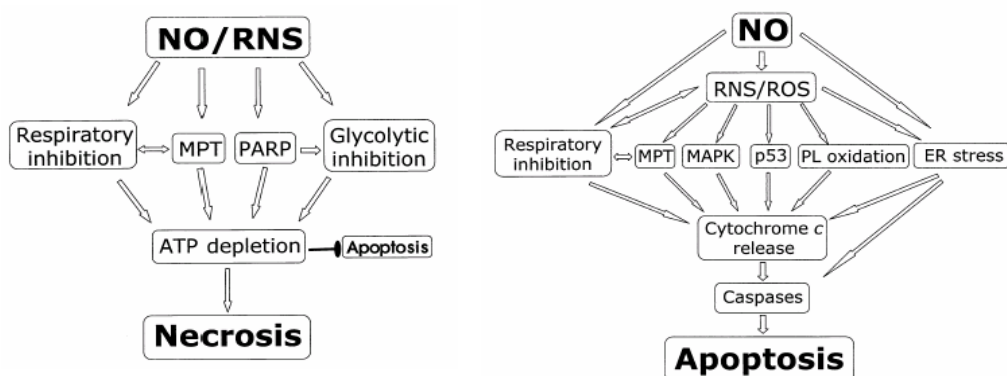 NO/RNS
Respiratory
inhibition
MPT
PARP
Glycolytic
inhibition
ATP depletion
Apoptosis
Necrosis
NO
RNS/ROS
Respiratory
inhibition
MPT
MAPK
p53
PL oxidation
ER stress
Cytochrome c
release
Caspases
Apoptosis